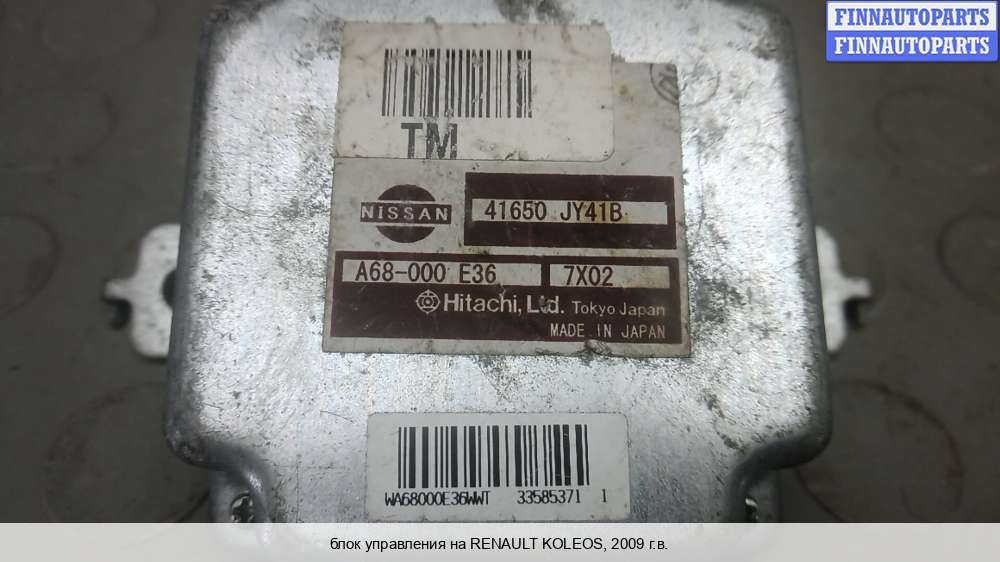 FINNAUTOPARTS
FINNAUTOPARTS
TM
NISSAN
41650 JY41B
A68-000 E36
7X02
Hitachi, Ltd. Tokyo Japan
MADE IN JAPAN
WA68000E36WWT 33585371 1
блок управления на RENAULT KOLEOS, 2009 г.в.